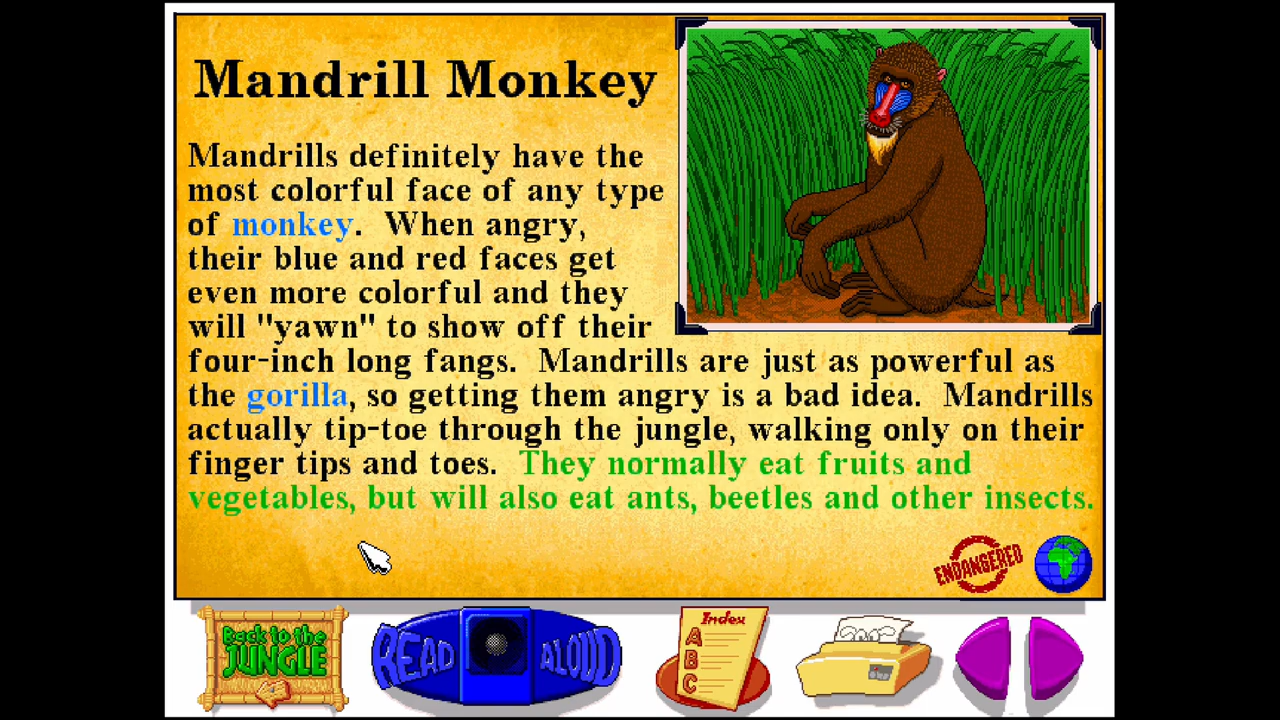 Mandrill Monkey
Mandrills definitely have the
most colorful face of any type
of monkey. When angry,
their blue and red faces get
even more colorful and they
will "yawn" to show off their
four-inch long fangs. Mandrills are just as powerful as
the gorilla, so getting them angry is a bad idea. Mandrills
actually tip-toe through the jungle, walking only on their
finger tips and toes. They normally eat fruits and
vegetables, but will also eat ants, beetles and other insects.
ENDANGERED
Back to the
JUNGLE
READ ALOUD
Index
A
B
C